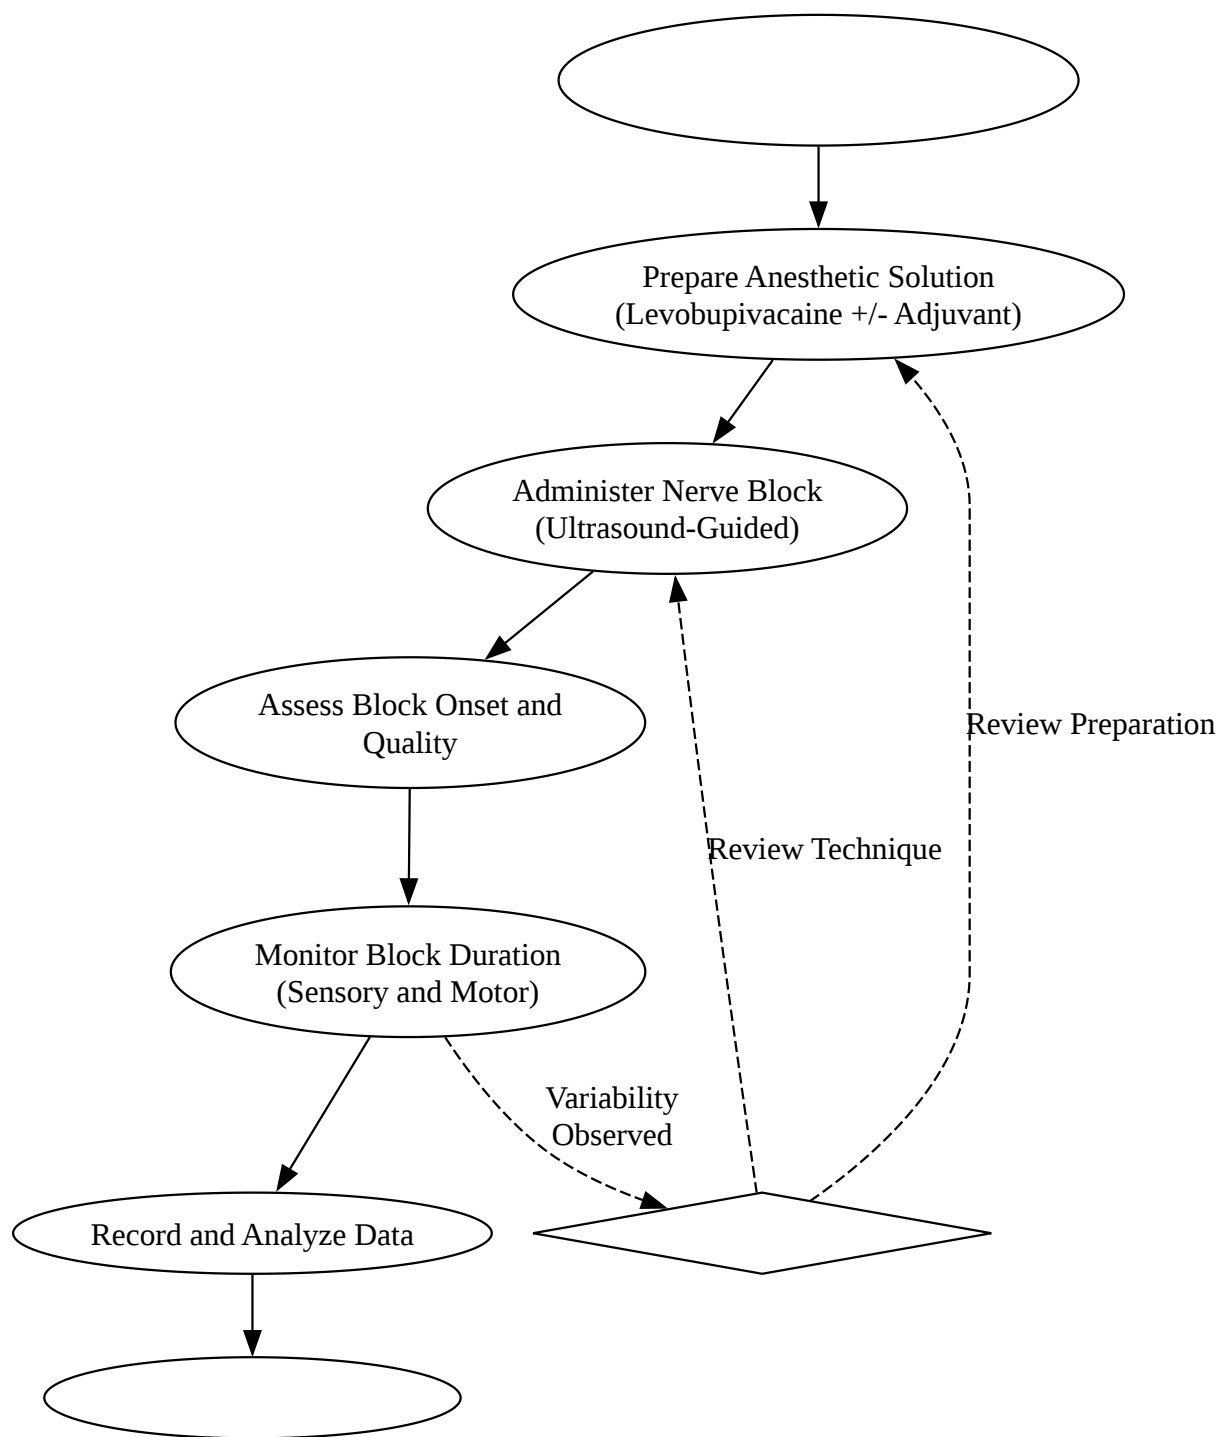 Prepare Anesthetic Solution
(Levobupivacaine +/- Adjuvant)
Administer Nerve Block
(Ultrasound-Guided)
Assess Block Onset and
Quality
Review Preparation
Review Technique
Monitor Block Duration
(Sensory and Motor)
Variability
Observed
Record and Analyze Data